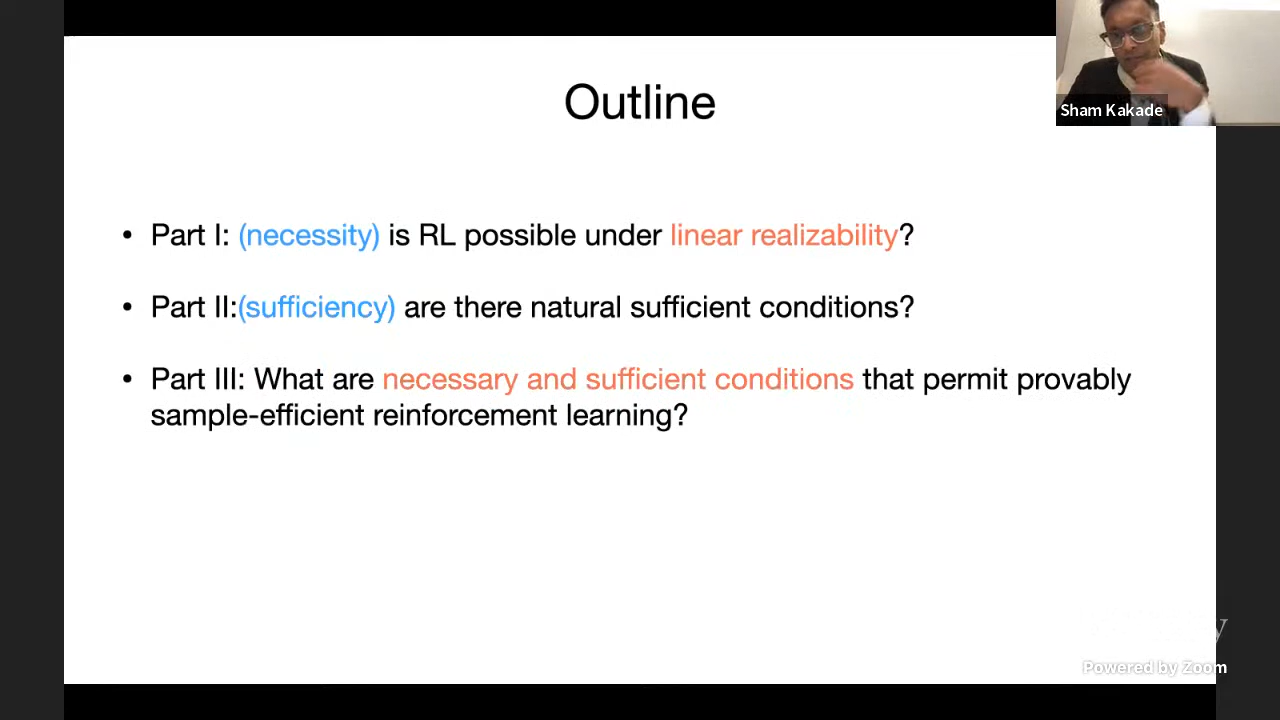 Outline
Sham Kakade
• Part I: (necessity) is RL possible under linear realizability?
• Part II:(sufficiency) are there natural sufficient conditions?
• Part III: What are necessary and sufficient conditions that permit provably
sample-efficient reinforcement learning?
Powered by Zoom